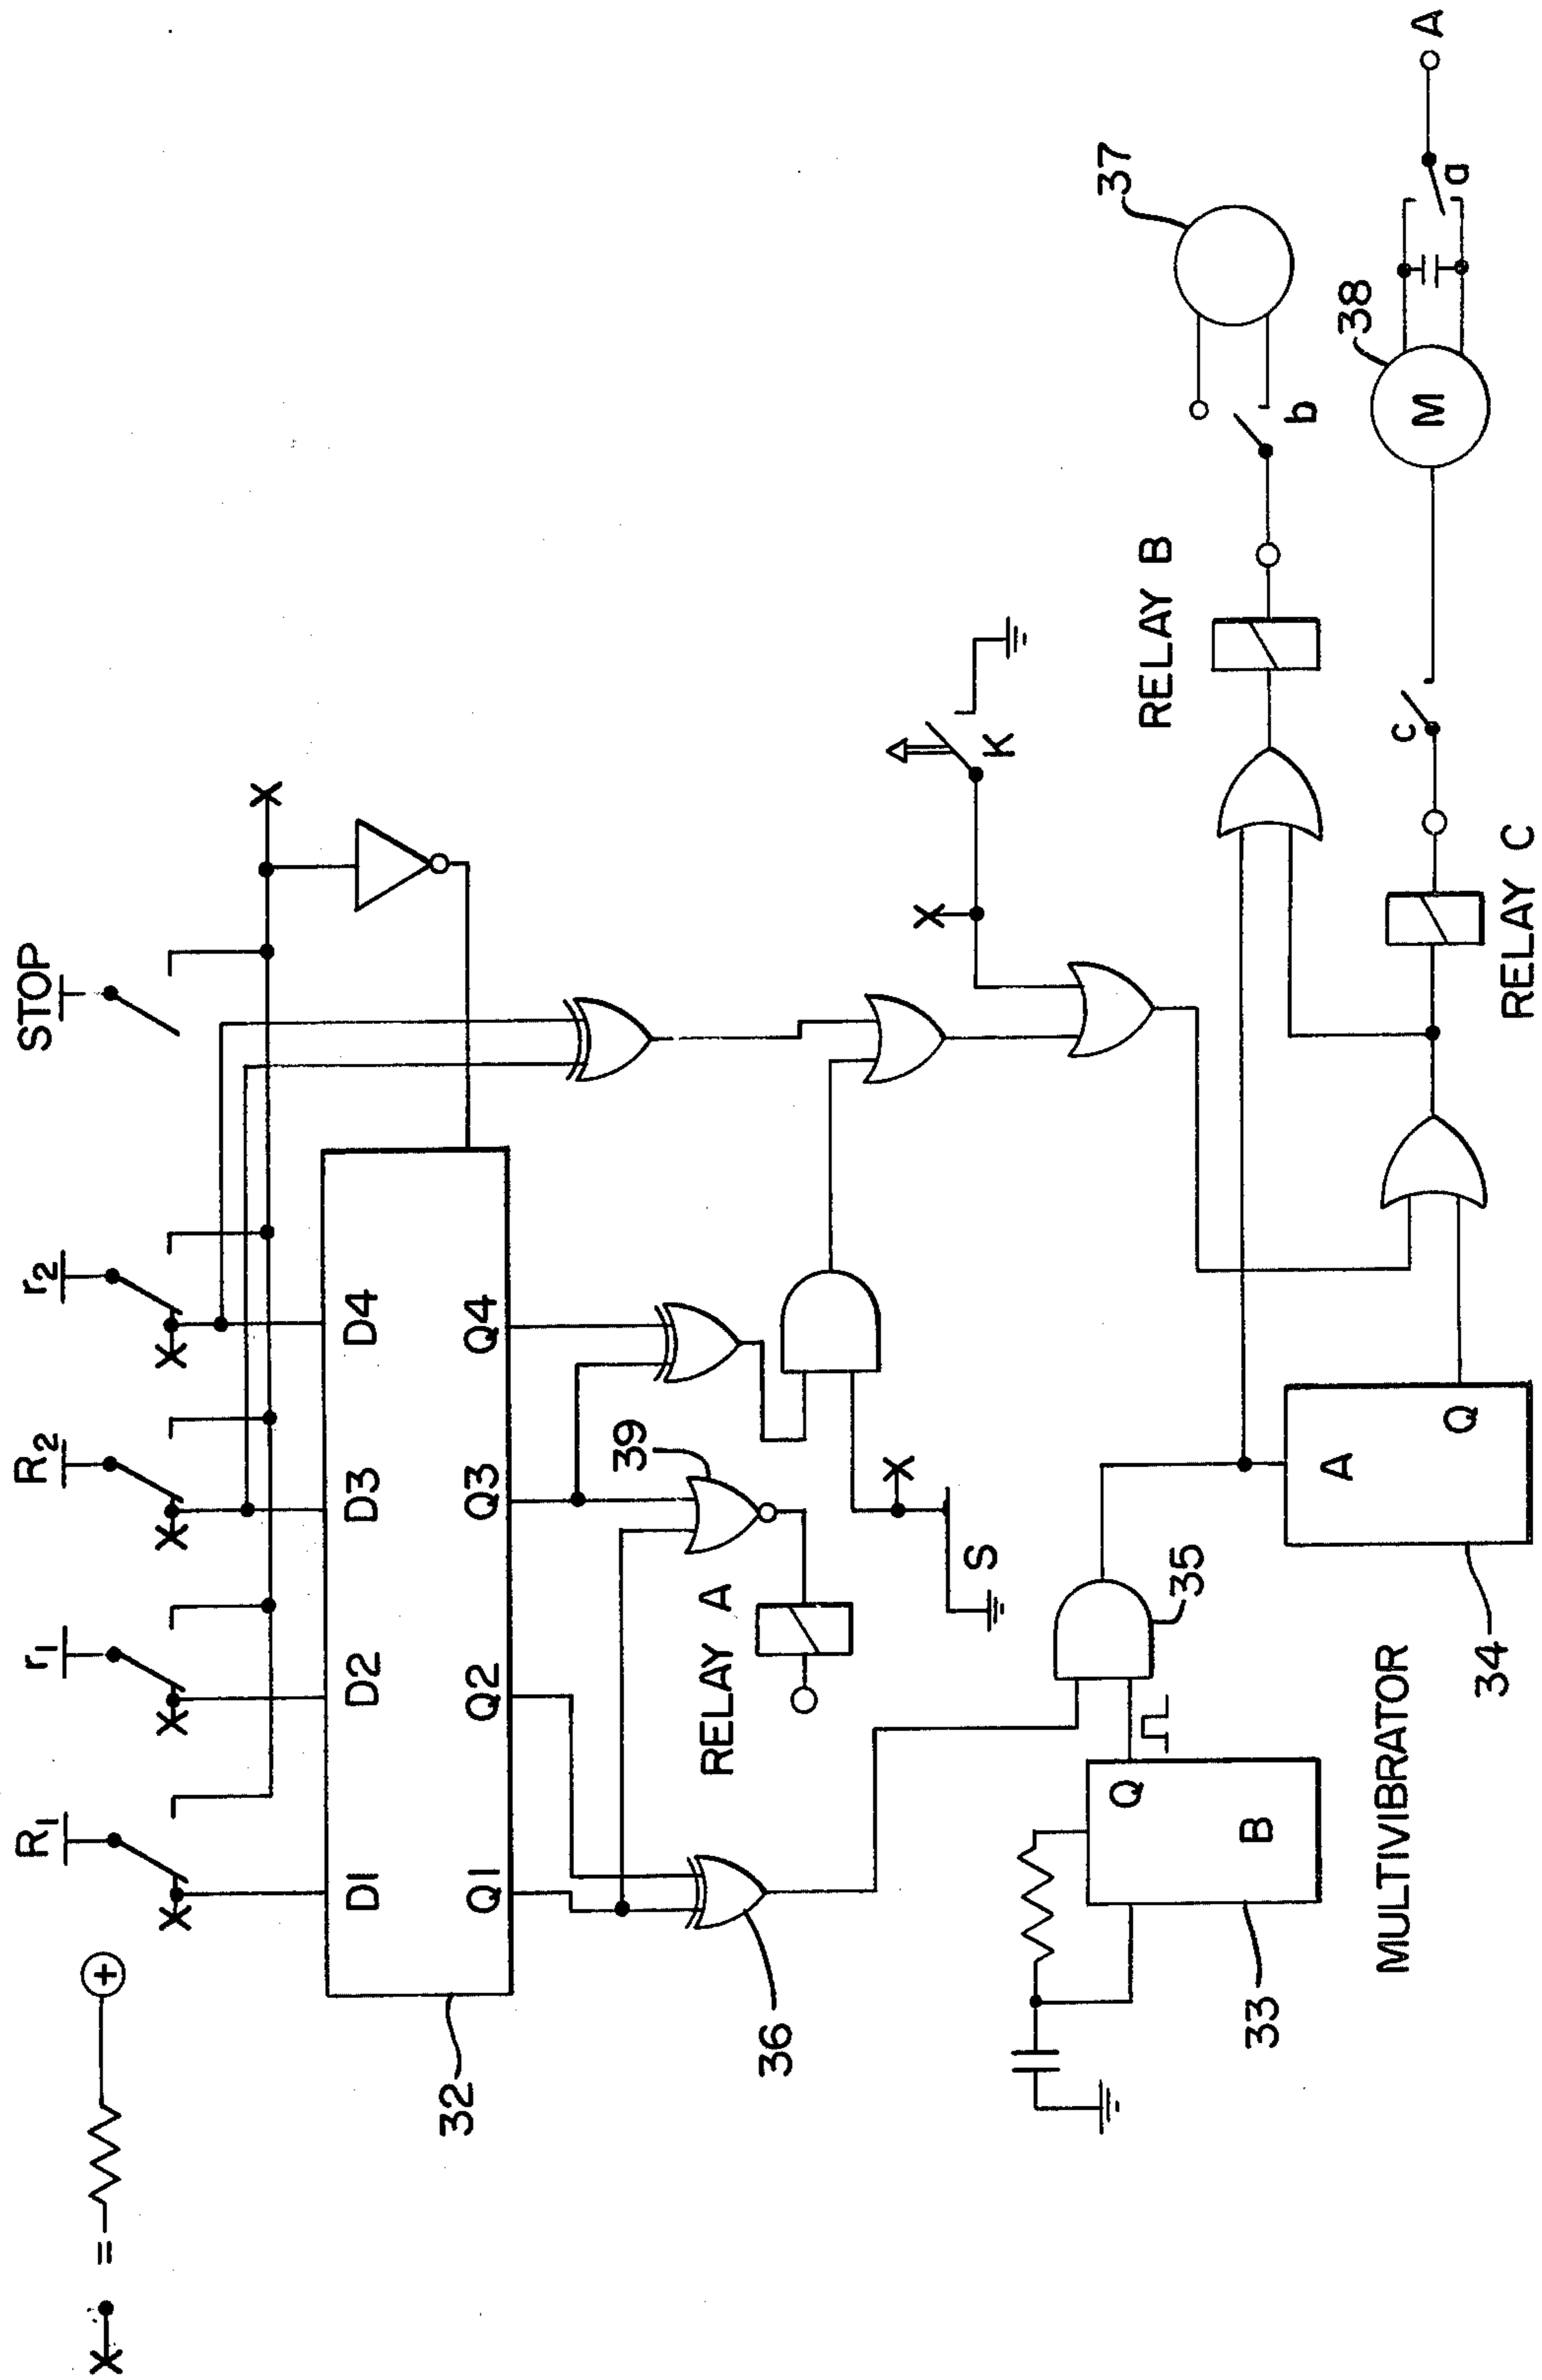 X = +
R1
r1
R2
r2
STOP
X
X
X
X
X
D1
D2
D3
D4
32
Q1
Q2
Q3
Q4
36
39
RELAY A
S
X
X
K
33
B
Q
35
MULTIVIBRATOR
34
A
Q
RELAY B
b
37
RELAY C
c
M
38
a
A